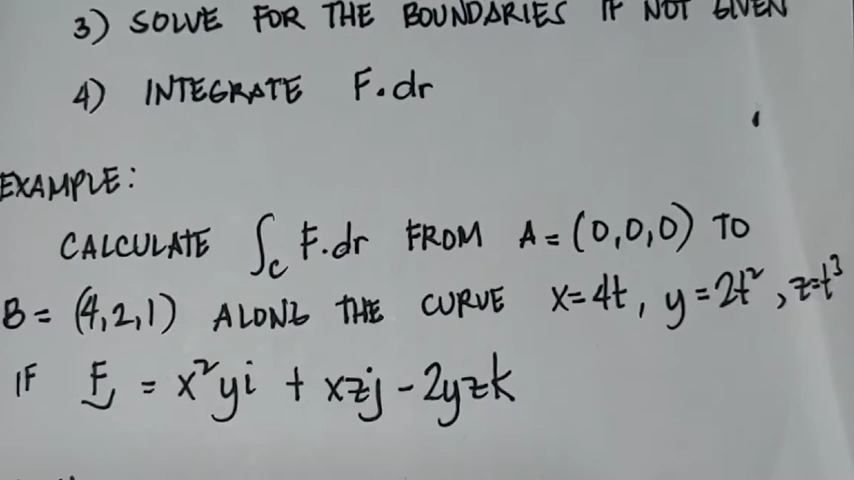 3) SOLVE FOR THE BOUNDARIES IF NOT GIVEN
4) INTEGRATE F.dr
EXAMPLE:
CALCULATE ∫_C F.dr FROM A = (0,0,0) TO
B = (4,2,1) ALONG THE CURVE x=4t, y=2t², z=t³
IF F = x²yi + xzj - 2yzk